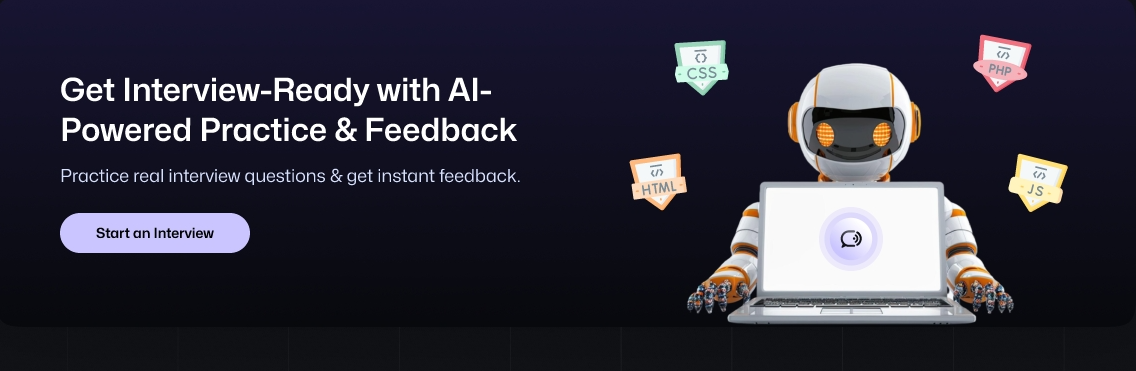 Get Interview-Ready with AI-
Powered Practice & Feedback
Practice real interview questions & get instant feedback.
Start an Interview
CSS
PHP
HTML
JS